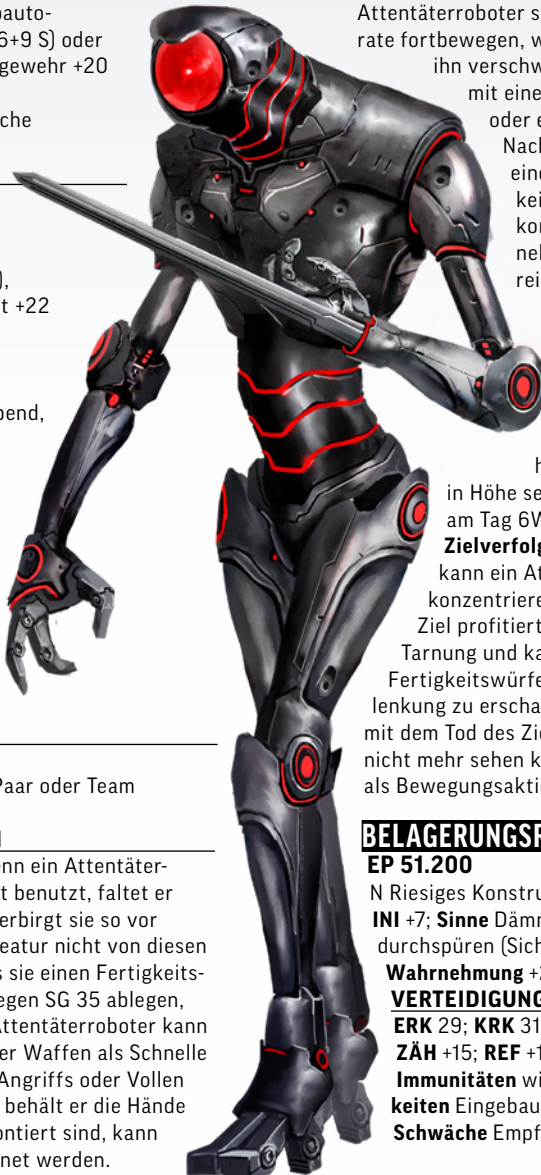 oauto-
6+9 S) oder
gewehr +20
che
),
t +22
bend,
Paar oder Team
enn ein Attentäter-
t benutzt, faltet er
erbirgt sie so vor
eatur nicht von diesen
s sie einen Fertigkeits-
egen SG 35 ablegen,
Attentäterroboter kann
er Waffen als Schnelle
Angriffs oder Vollen
behält er die Hände
ontiert sind, kann
net werden.
Attentäterroboter s
rate fortbewegen, w
ihn verschw
mit eine
oder e
Nach
eine
kei
kor
nel
rei
h
in Höhe se
am Tag 6W
Zielverfolg
kann ein At
konzentriere
Ziel profitiert
Tarnung und ka
Fertigkeitswürfe
lenkung zu erscha
mit dem Tod des Zie
nicht mehr sehen k
als Bewegungsakti
BELAGERUNGSR
EP 51.200
N Riesiges Konstru
INI +7; Sinne Dämm
durchspüren (Sich
Wahrnehmung +2
VERTEIDIGUNG
ERK 29; KRK 31
ZÄH +15; REF +1
Immunitäten wi
keiten Eingebau
Schwäche Empf